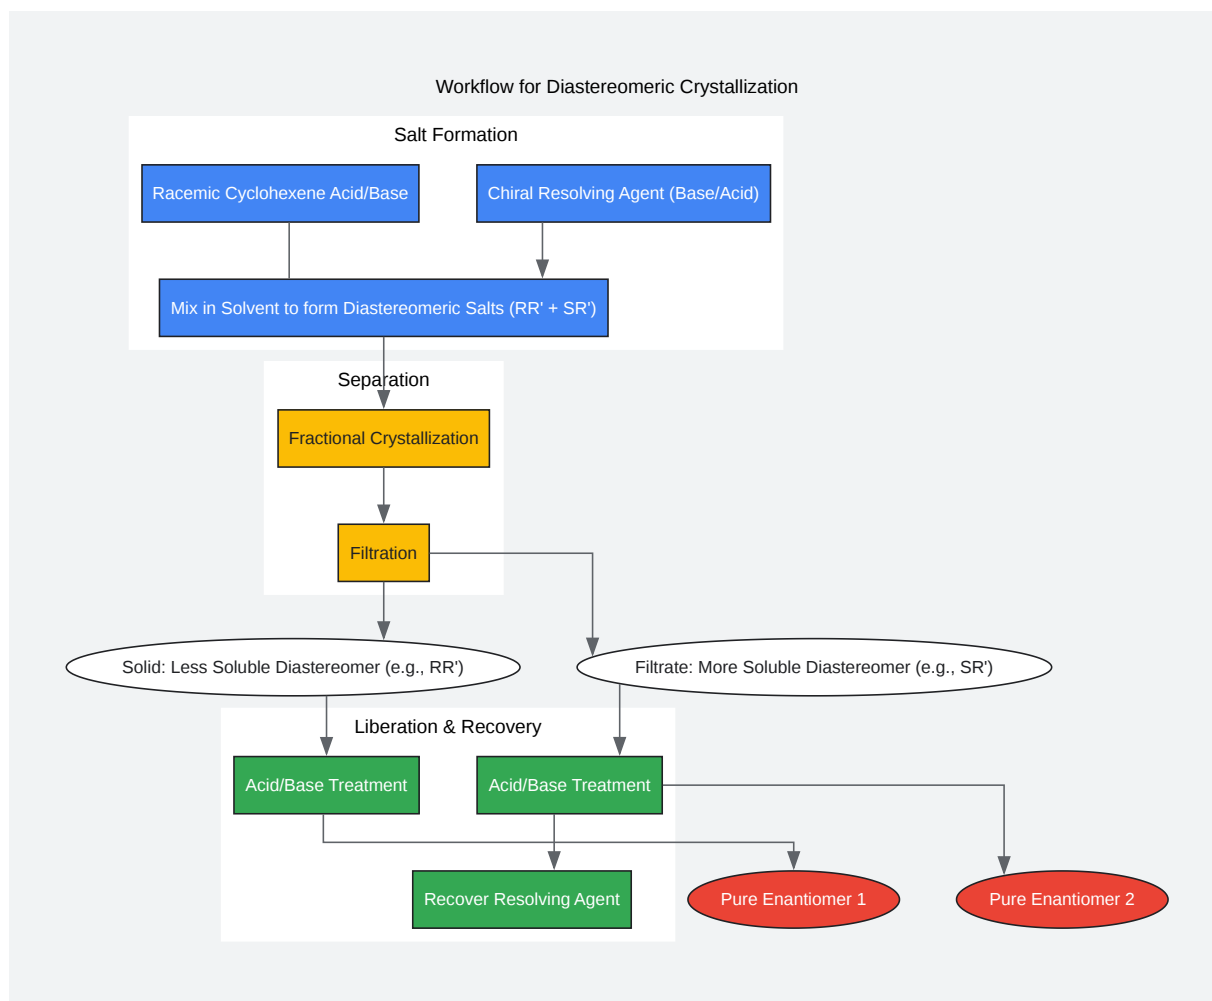 Workflow for Diastereomeric Crystallization
Salt Formation
Racemic Cyclohexene Acid/Base
Chiral Resolving Agent (Base/Acid)
Mix in Solvent to form Diastereomeric Salts (RR' + SR')
Separation
Fractional Crystallization
Filtration
Solid: Less Soluble Diastereomer (e.g., RR')
Filtrate: More Soluble Diastereomer (e.g., SR')
Liberation & Recovery
Acid/Base Treatment
Acid/Base Treatment
Recover Resolving Agent
Pure Enantiomer 1
Pure Enantiomer 2